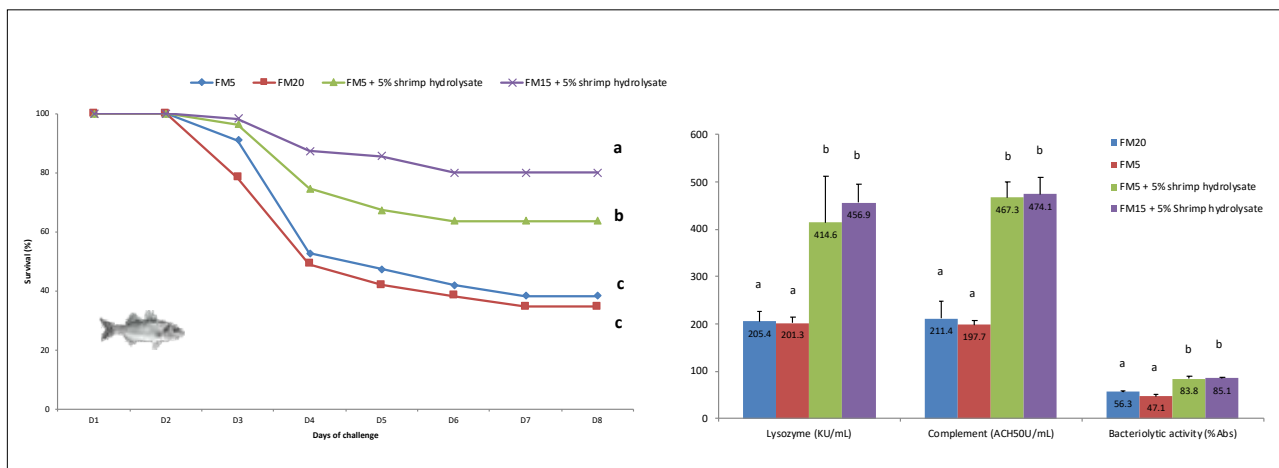 FM5 FM20 FM5 + 5% shrimp hydrolysate FM15 + 5% shrimp hydrolysate
100
80
60
40
20
0
Survival (%)
a
b
c
c
D1 D2 D3 D4 D5 D6 D7 D8
Days of challenge
600
500
400
300
200
100
0
FM20
FM5
FM5 + 5% shrimp hydrolysate
FM15 + 5% Shrimp hydrolysate
a a b b
a a b b
a a b b
205.4 201.3 414.6 456.9
211.4 197.7 467.3 474.1
56.3 47.1 83.8 85.1
Lysozyme (KU/mL) Complement (ACH50U/mL) Bacteriolytic activity (%Abs)